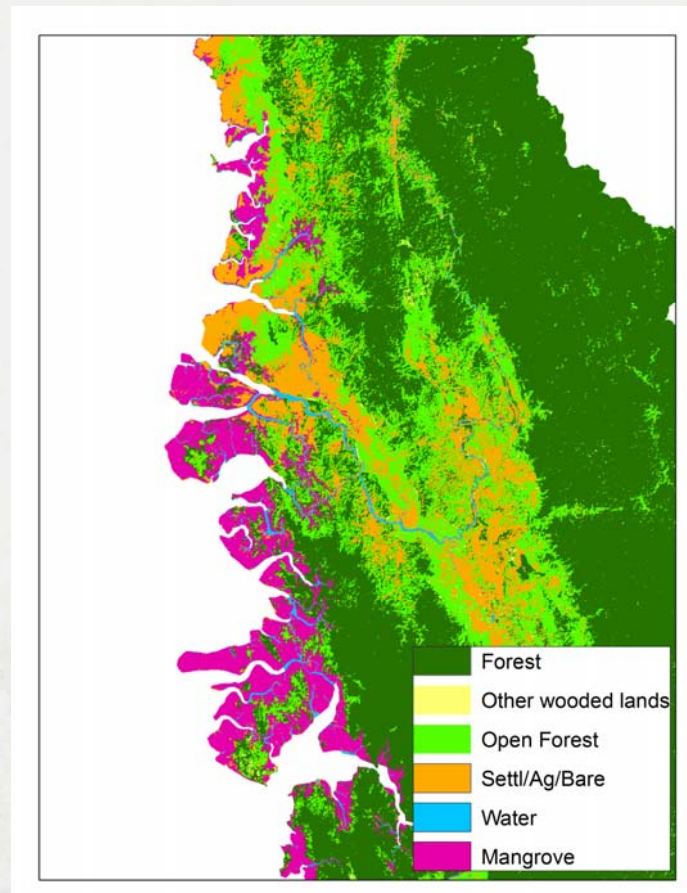 Forest
Other wooded lands
Open Forest
Settl/Ag/Bare
Water
Mangrove